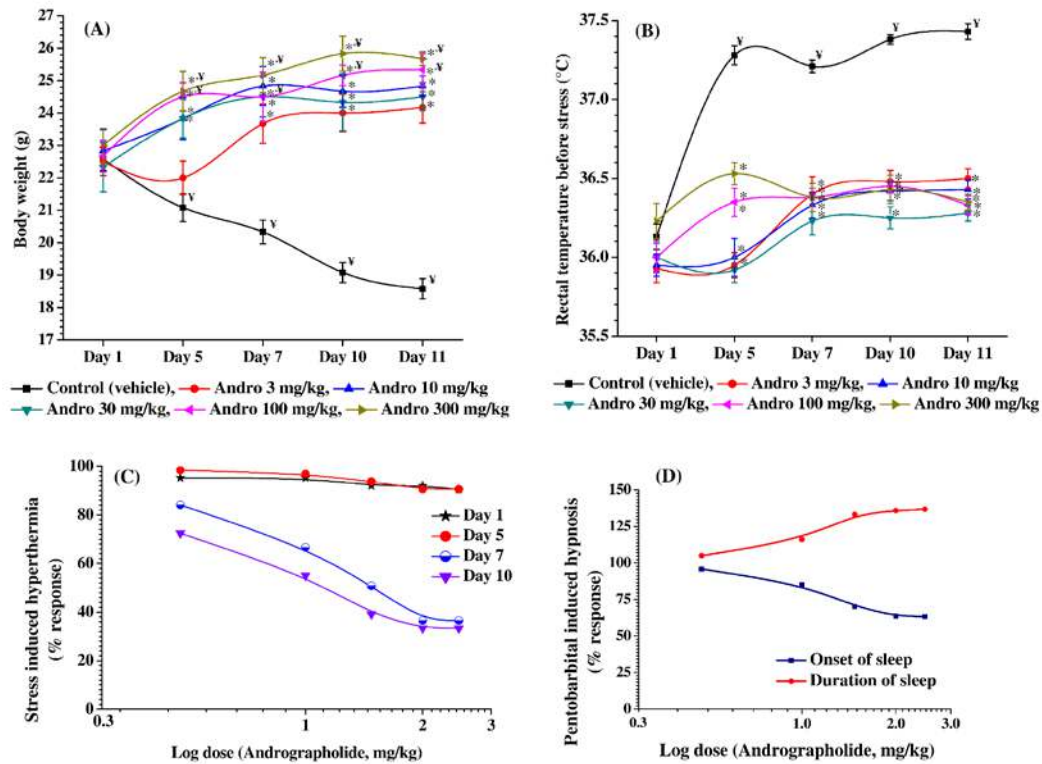 (A)
Body weight (g)
27
26
25
24
23
22
21
20
19
18
17
Day 1 Day 5 Day 7 Day 10 Day 11
Control (vehicle), Andro 3 mg/kg, Andro 10 mg/kg
Andro 30 mg/kg, Andro 100 mg/kg, Andro 300 mg/kg
(B)
Rectal temperature before stress (°C)
37.5
37.0
36.5
36.0
35.5
Day 1 Day 5 Day 7 Day 10 Day 11
Control (vehicle), Andro 3 mg/kg, Andro 10 mg/kg
Andro 30 mg/kg, Andro 100 mg/kg, Andro 300 mg/kg
(C)
Stress induced hyperthermia
(% response)
100
80
60
40
20
0
Day 1
Day 5
Day 7
Day 10
0.3 1 2 3
Log dose (Andrographolide, mg/kg)
(D)
Pentobarbital induced hypnosis
(% response)
150
125
100
75
50
25
0
Onset of sleep
Duration of sleep
0.3 1.0 2.0 3.0
Log dose (Andrographolide, mg/kg)